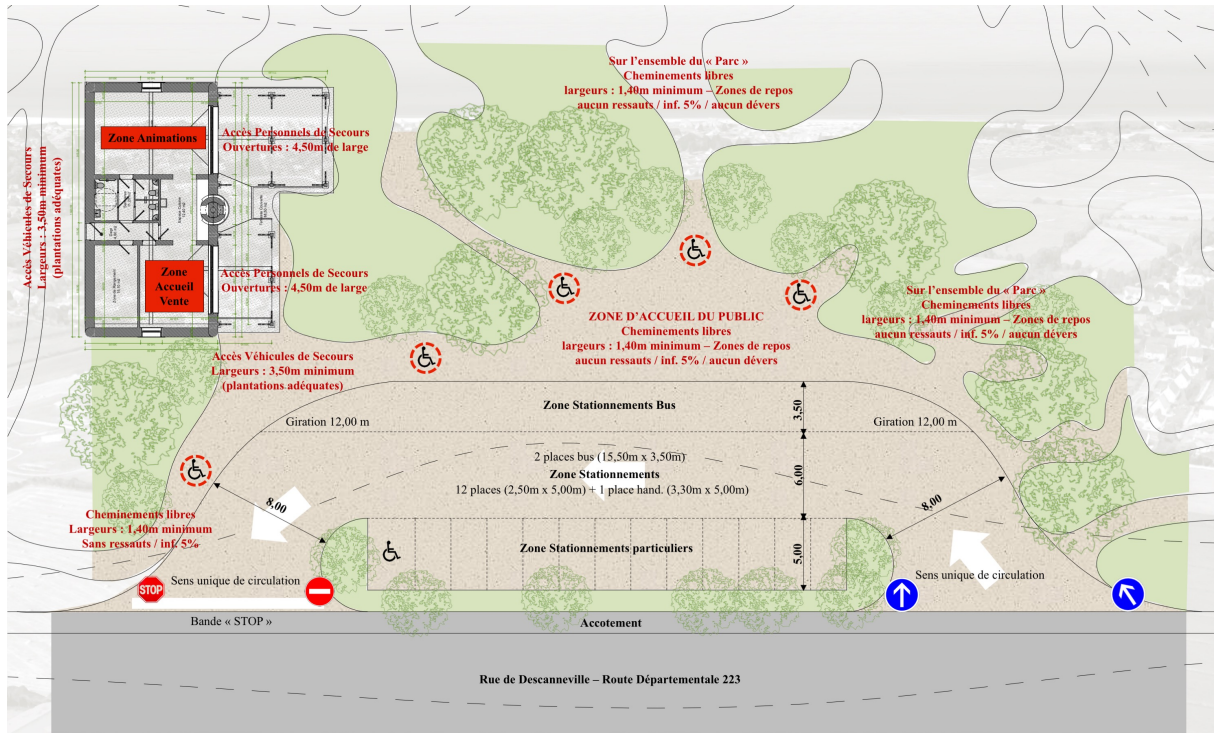 Sur l’ensemble du « Parc »
Cheminements libres
largeurs : 1,40m minimum – Zones de repos
aucun ressauts / inf. 5% / aucun dévers
Zone Animations
Accès Personnels de Secours
Ouvertures : 4,50m de large
Accès Véhicules de Secours
Largeurs : 3,50m minimum
(plantations adéquates)
Zone
Accueil
Vente
Accès Personnels de Secours
Ouvertures : 4,50m de large
Sur l’ensemble du « Parc »
Cheminements libres
largeurs : 1,40m minimum – Zones de repos
aucun ressauts / inf. 5% / aucun dévers
ZONE D’ACCUEIL DU PUBLIC
Cheminements libres
largeurs : 1,40m minimum – Zones de repos
aucun ressauts / inf. 5% / aucun dévers
Accès Véhicules de Secours
Largeurs : 3,50m minimum
(plantations adéquates)
Zone Stationnements Bus
3,50
Giration 12,00 m
Giration 12,00 m
2 places bus (15,50m x 3,50m)
Zone Stationnements
12 places (2,50m x 5,00m) + 1 place hand. (3,30m x 5,00m)
6,00
8,00
8,00
Cheminements libres
Largeurs : 1,40m minimum
Sans ressauts / inf. 5%
Zone Stationnements particuliers
5,00
STOP
Sens unique de circulation
Sens unique de circulation
Bande « STOP »
Accotement
Rue de Descanneville – Route Départementale 223